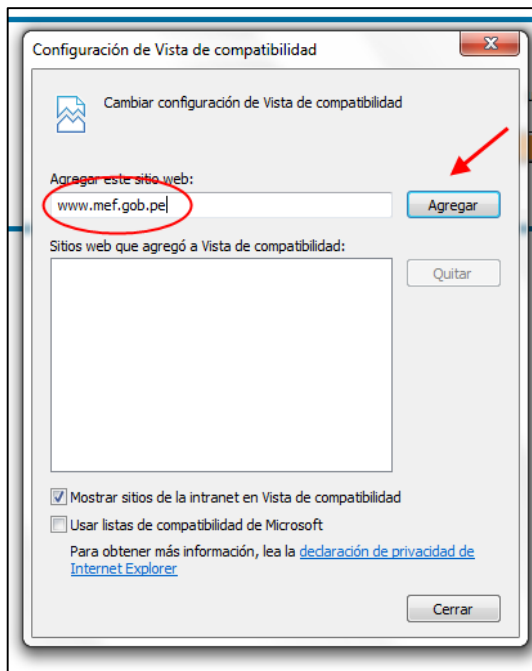 Configuración de Vista de compatibilidad
Cambiar configuración de Vista de compatibilidad
Agregar este sitio web:
www.mef.gob.pe
Agregar
Sitios web que agregó a Vista de compatibilidad:
Quitar
Mostrar sitios de la intranet en Vista de compatibilidad
Usar listas de compatibilidad de Microsoft
Para obtener más información, lea la declaración de privacidad de
Internet Explorer
Cerrar